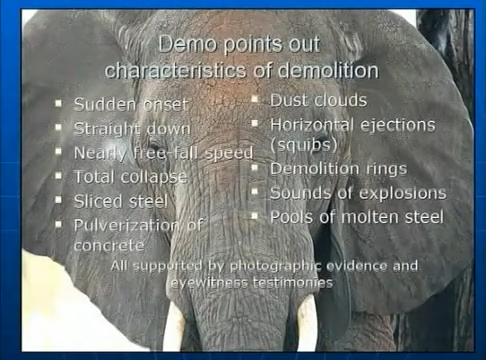 Demo points out
characteristics of demolition
Sudden onset
Straight down
Nearly free-fall speed
Total collapse
Sliced steel
Pulverization of
concrete
Dust clouds
Horizontal ejections
(squibs)
Demolition rings
Sounds of explosions
Pools of molten steel
All supported by photographic evidence and
eyewitness testimonies